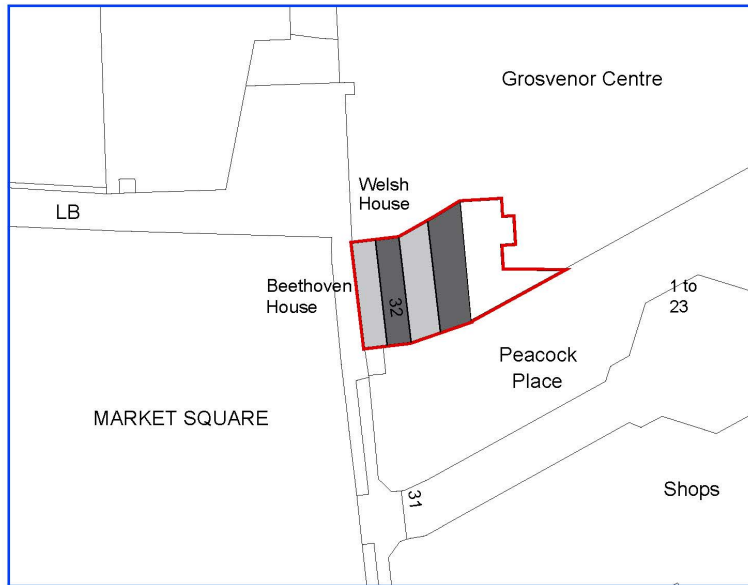 Grosvenor Centre
Welsh
House
LB
Beethoven
House
32
1 to
23
Peacock
Place
MARKET SQUARE
31
Shops